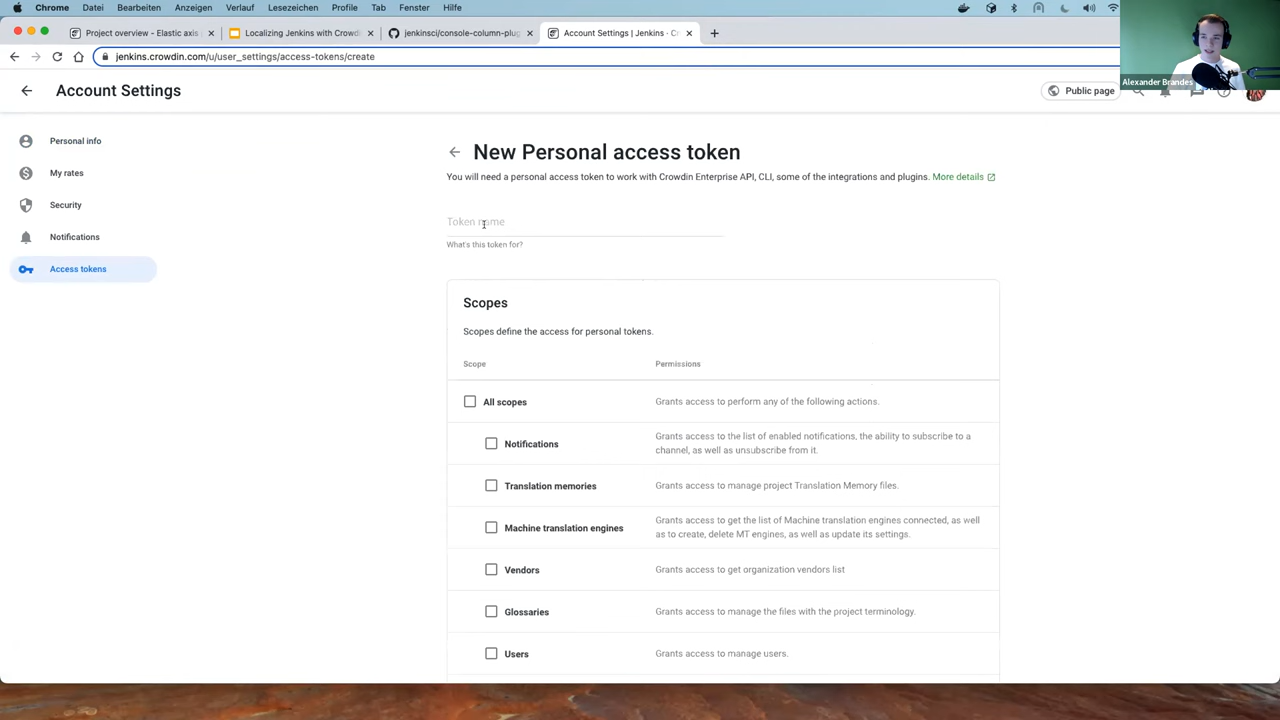 Chrome Ablage Bearbeiten Anzeigen Verlauf Lesezeichen Profile Tab Fenster Hilfe
Project overview - Elastic axis
Localizing Jenkins with Crowdi
jenkinsci/console-column-plug
Account Settings | Jenkins - C
jenkins.crowdin.com/u/user_settings/access-tokens/create
Alexander Brandes
Account Settings
Public page
Personal info
My rates
Security
Notifications
Access tokens
New Personal access token
You will need a personal access token to work with Crowdin Enterprise API, CLI, some of the integrations and plugins. More details
Token name
What's this token for?
Scopes
Scopes define the access for personal tokens.
Scope Permissions
All scopes Grants access to perform any of the following actions.
Notifications Grants access to the list of enabled notifications, the ability to subscribe to a
channel, as well as unsubscribe from it.
Translation memories Grants access to manage project Translation Memory files.
Machine translation engines Grants access to get the list of Machine translation engines connected, as well
as to create, delete MT engines, as well as update its settings.
Vendors Grants access to get organization vendors list
Glossaries Grants access to manage the files with the project terminology.
Users Grants access to manage users.